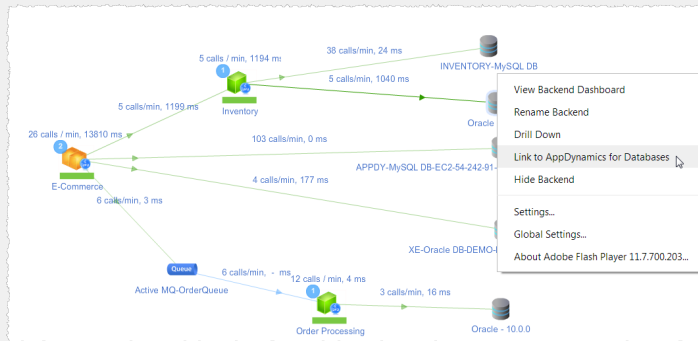 38 calls/min, 24 ms
INVENTORY-MySQL DB
5 calls / min, 1194 ms
1
5 calls/min, 1040 ms
Inventory
Oracle
5 calls/min, 1199 ms
26 calls / min, 13810 ms
2
103 calls/min, 0 ms
APPDY-MySQL DB-EC2-54-242-91-
E-Commerce
4 calls/min, 177 ms
6 calls/min, 3 ms
XE-Oracle DB-DEMO-
Queue
Active MQ-OrderQueue
6 calls/min, - ms
12 calls / min, 4 ms
1
3 calls/min, 16 ms
Order Processing
Oracle - 10.0.0
View Backend Dashboard
Rename Backend
Drill Down
Link to AppDynamics for Databases
Hide Backend
Settings...
Global Settings...
About Adobe Flash Player 11.7.700.203...